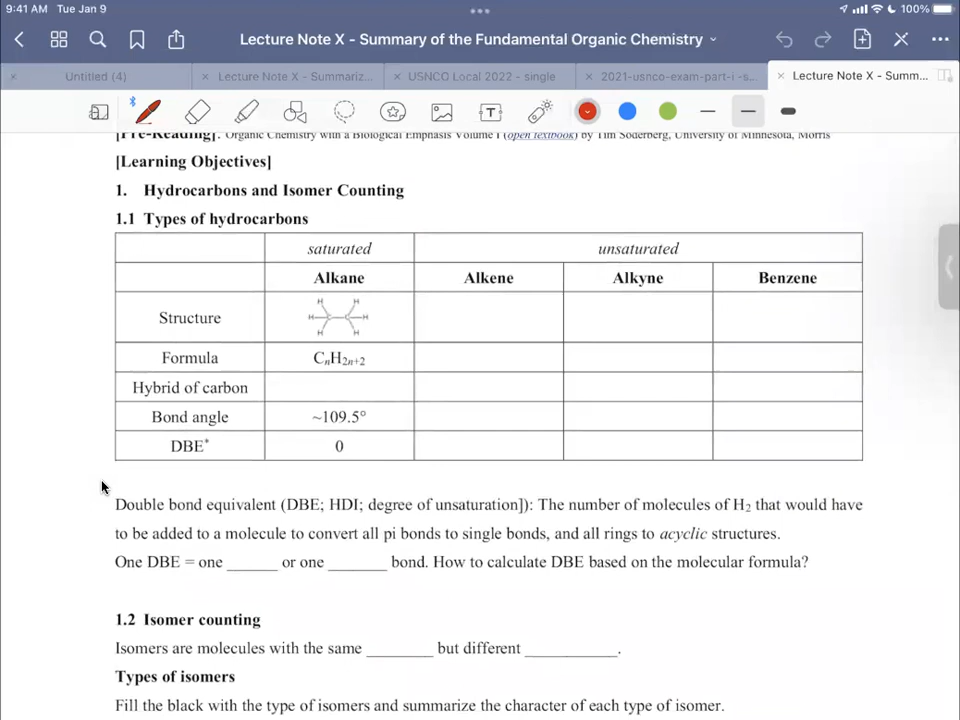 9:41 AM Tue Jan 9
100%
Lecture Note X - Summary of the Fundamental Organic Chemistry
Untitled (4)
Lecture Note X - Summariz...
USNCO Local 2022 - single
2021-usnco-exam-part-i -s...
Lecture Note X - Summ...
[Pre-Reading]: Organic Chemistry with a Biological Emphasis Volume I (open textbook) by Tim Soderberg, University of Minnesota, Morris
[Learning Objectives]
1. Hydrocarbons and Isomer Counting
1.1 Types of hydrocarbons
saturated unsaturated
Alkane Alkene Alkyne Benzene
Structure H H H C C H H H
Formula CnH2n+2
Hybrid of carbon
Bond angle ~109.5°
DBE* 0
Double bond equivalent (DBE; HDI; degree of unsaturation]): The number of molecules of H2 that would have
to be added to a molecule to convert all pi bonds to single bonds, and all rings to acyclic structures.
One DBE = one ______ or one _______ bond. How to calculate DBE based on the molecular formula?
1.2 Isomer counting
Isomers are molecules with the same ________ but different ___________.
Types of isomers
Fill the black with the type of isomers and summarize the character of each type of isomer.